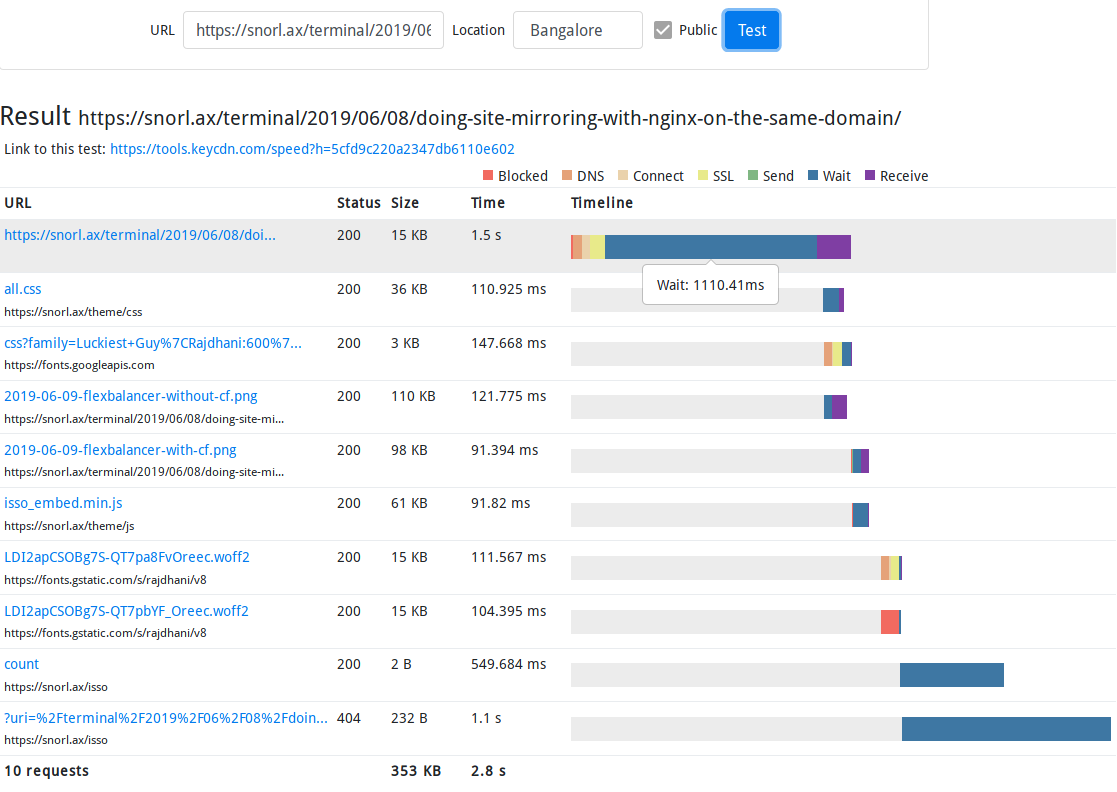 URL https://snorl.ax/terminal/2019/06 Location Bangalore Public Test
Result https://snorl.ax/terminal/2019/06/08/doing-site-mirroring-with-nginx-on-the-same-domain/
Link to this test: https://tools.keycdn.com/speed?h=5cfd9c220a2347db6110e602
Blocked DNS Connect SSL Send Wait Receive
URL Status Size Time Timeline
https://snorl.ax/terminal/2019/06/08/doi... 200 15 KB 1.5 s
Wait: 1110.41ms
all.css 200 36 KB 110.925 ms
https://snorl.ax/theme/css
css?family=Luckiest+Guy%7CRajdhani:600%7... 200 3 KB 147.668 ms
https://fonts.googleapis.com
2019-06-09-flexbalancer-without-cf.png 200 110 KB 121.775 ms
https://snorl.ax/terminal/2019/06/08/doing-site-mi...
2019-06-09-flexbalancer-with-cf.png 200 98 KB 91.394 ms
https://snorl.ax/terminal/2019/06/08/doing-site-mi...
isso_embed.min.js 200 61 KB 91.82 ms
https://snorl.ax/theme/js
LDI2apCSOBg7S-QT7pa8FvOreec.woff2 200 15 KB 111.567 ms
https://fonts.gstatic.com/s/rajdhani/v8
LDI2apCSOBg7S-QT7pbYF_Oreec.woff2 200 15 KB 104.395 ms
https://fonts.gstatic.com/s/rajdhani/v8
count 200 2 B 549.684 ms
https://snorl.ax/isso
?uri=%2Fterminal%2F2019%2F06%2F08%2Fdoin... 404 232 B 1.1 s
https://snorl.ax/isso
10 requests 353 KB 2.8 s